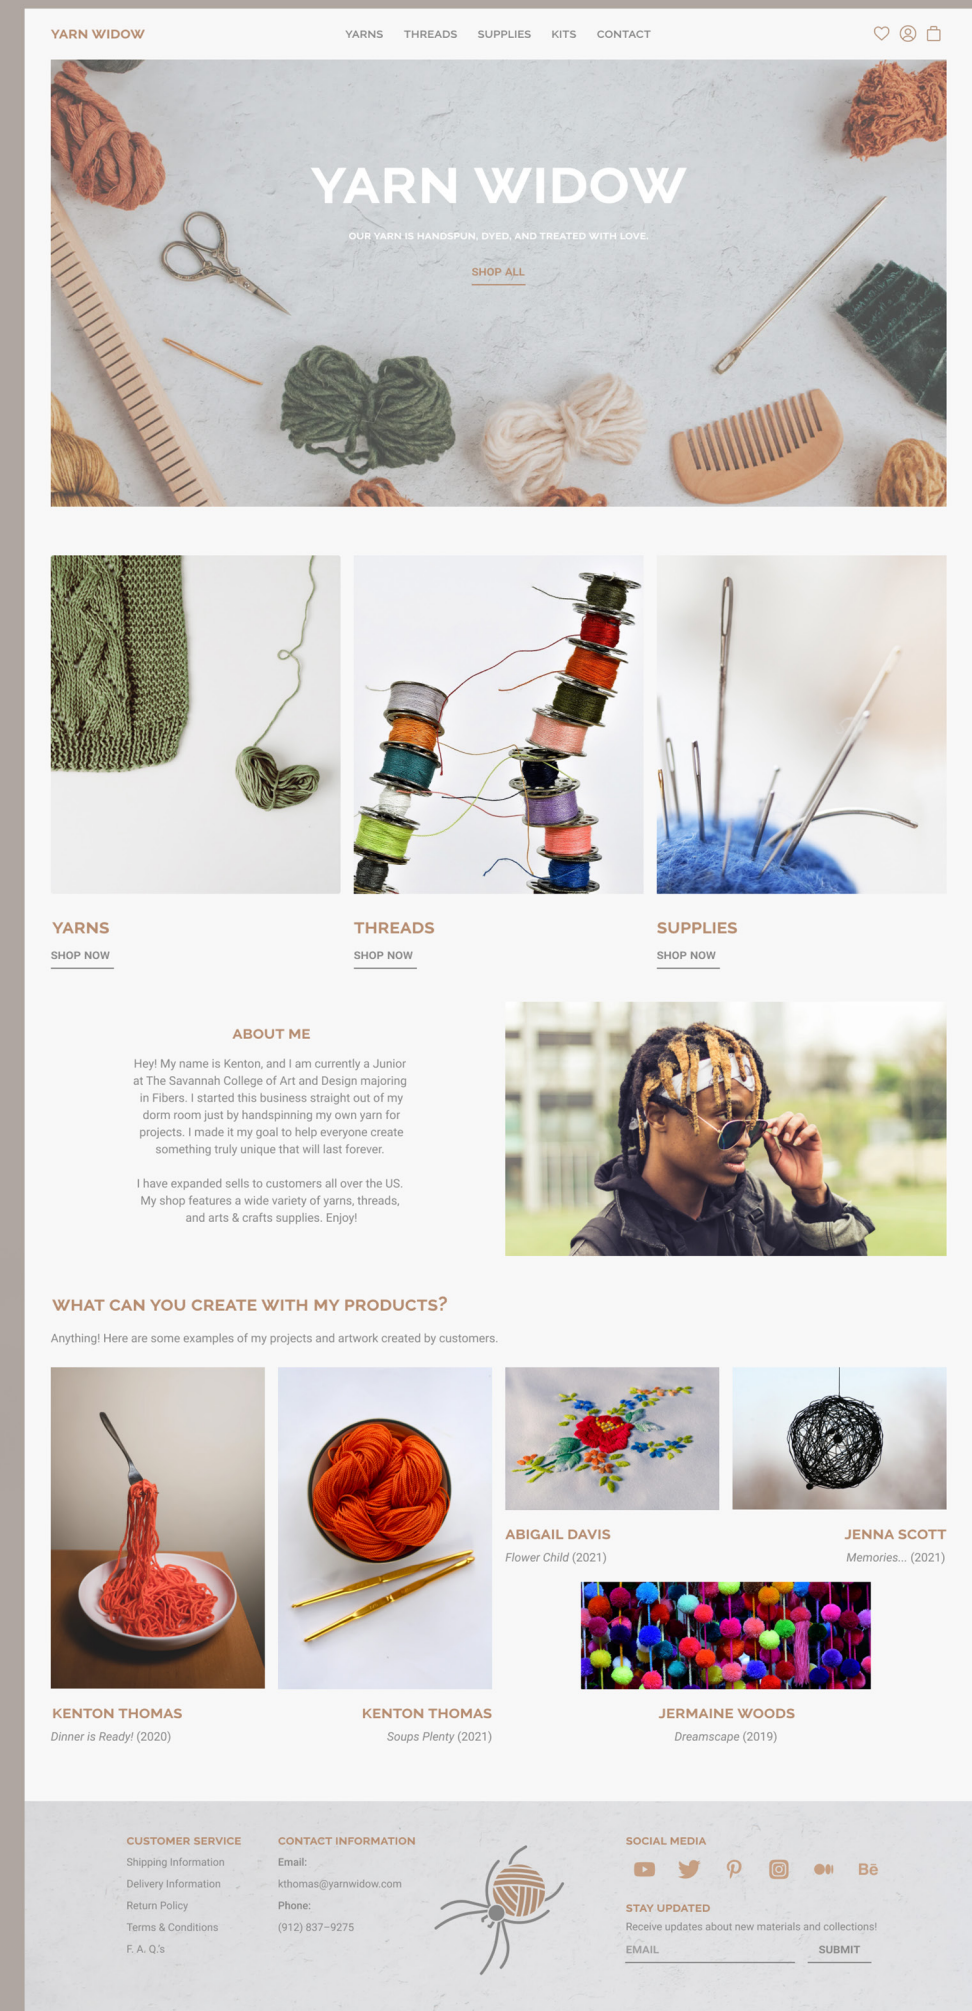 YARN WIDOW
YARNS THREADS SUPPLIES KITS CONTACT
YARN WIDOW
OUR YARN IS HANDSPUN, DYED, AND TREATED WITH LOVE.
SHOP ALL
YARNS
SHOP NOW
THREADS
SHOP NOW
SUPPLIES
SHOP NOW
ABOUT ME
Hey! My name is Kenton, and I am currently a Junior
at The Savannah College of Art and Design majoring
in Fibers. I started this business straight out of my
dorm room just by handspinning my own yarn for
projects. I made it my goal to help everyone create
something truly unique that will last forever.
I have expanded sells to customers all over the US.
My shop features a wide variety of yarns, threads,
and arts & crafts supplies. Enjoy!
WHAT CAN YOU CREATE WITH MY PRODUCTS?
Anything! Here are some examples of my projects and artwork created by customers.
KENTON THOMAS
Dinner is Ready! (2020)
KENTON THOMAS
Soups Plenty (2021)
ABIGAIL DAVIS
Flower Child (2021)
JENNA SCOTT
Memories... (2021)
JERMAINE WOODS
Dreamscape (2019)
CUSTOMER SERVICE
Shipping Information
Delivery Information
Return Policy
Terms & Conditions
F. A. Q.'s
CONTACT INFORMATION
Email:
kthomas@yarnwidow.com
Phone:
(912) 837–9275
SOCIAL MEDIA
Bē
STAY UPDATED
Receive updates about new materials and collections!
EMAIL
SUBMIT